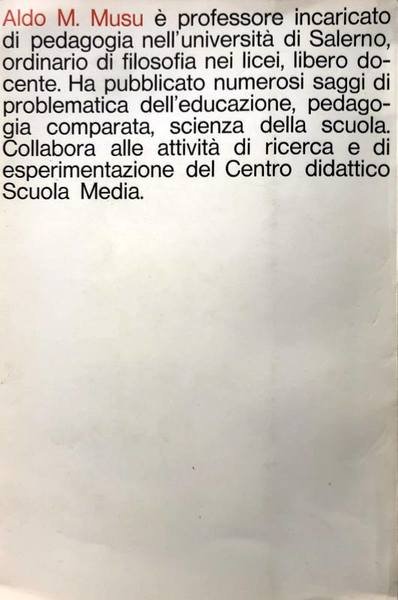 Aldo M. Musu è professore incaricato
di pedagogia nell'università di Salerno,
ordinario di filosofia nei licei, libero do-
cente. Ha pubblicato numerosi saggi di
problematica dell'educazione, pedago-
gia comparata, scienza della scuola.
Collabora alle attività di ricerca e di
esperimentazione del Centro didattico
Scuola Media.